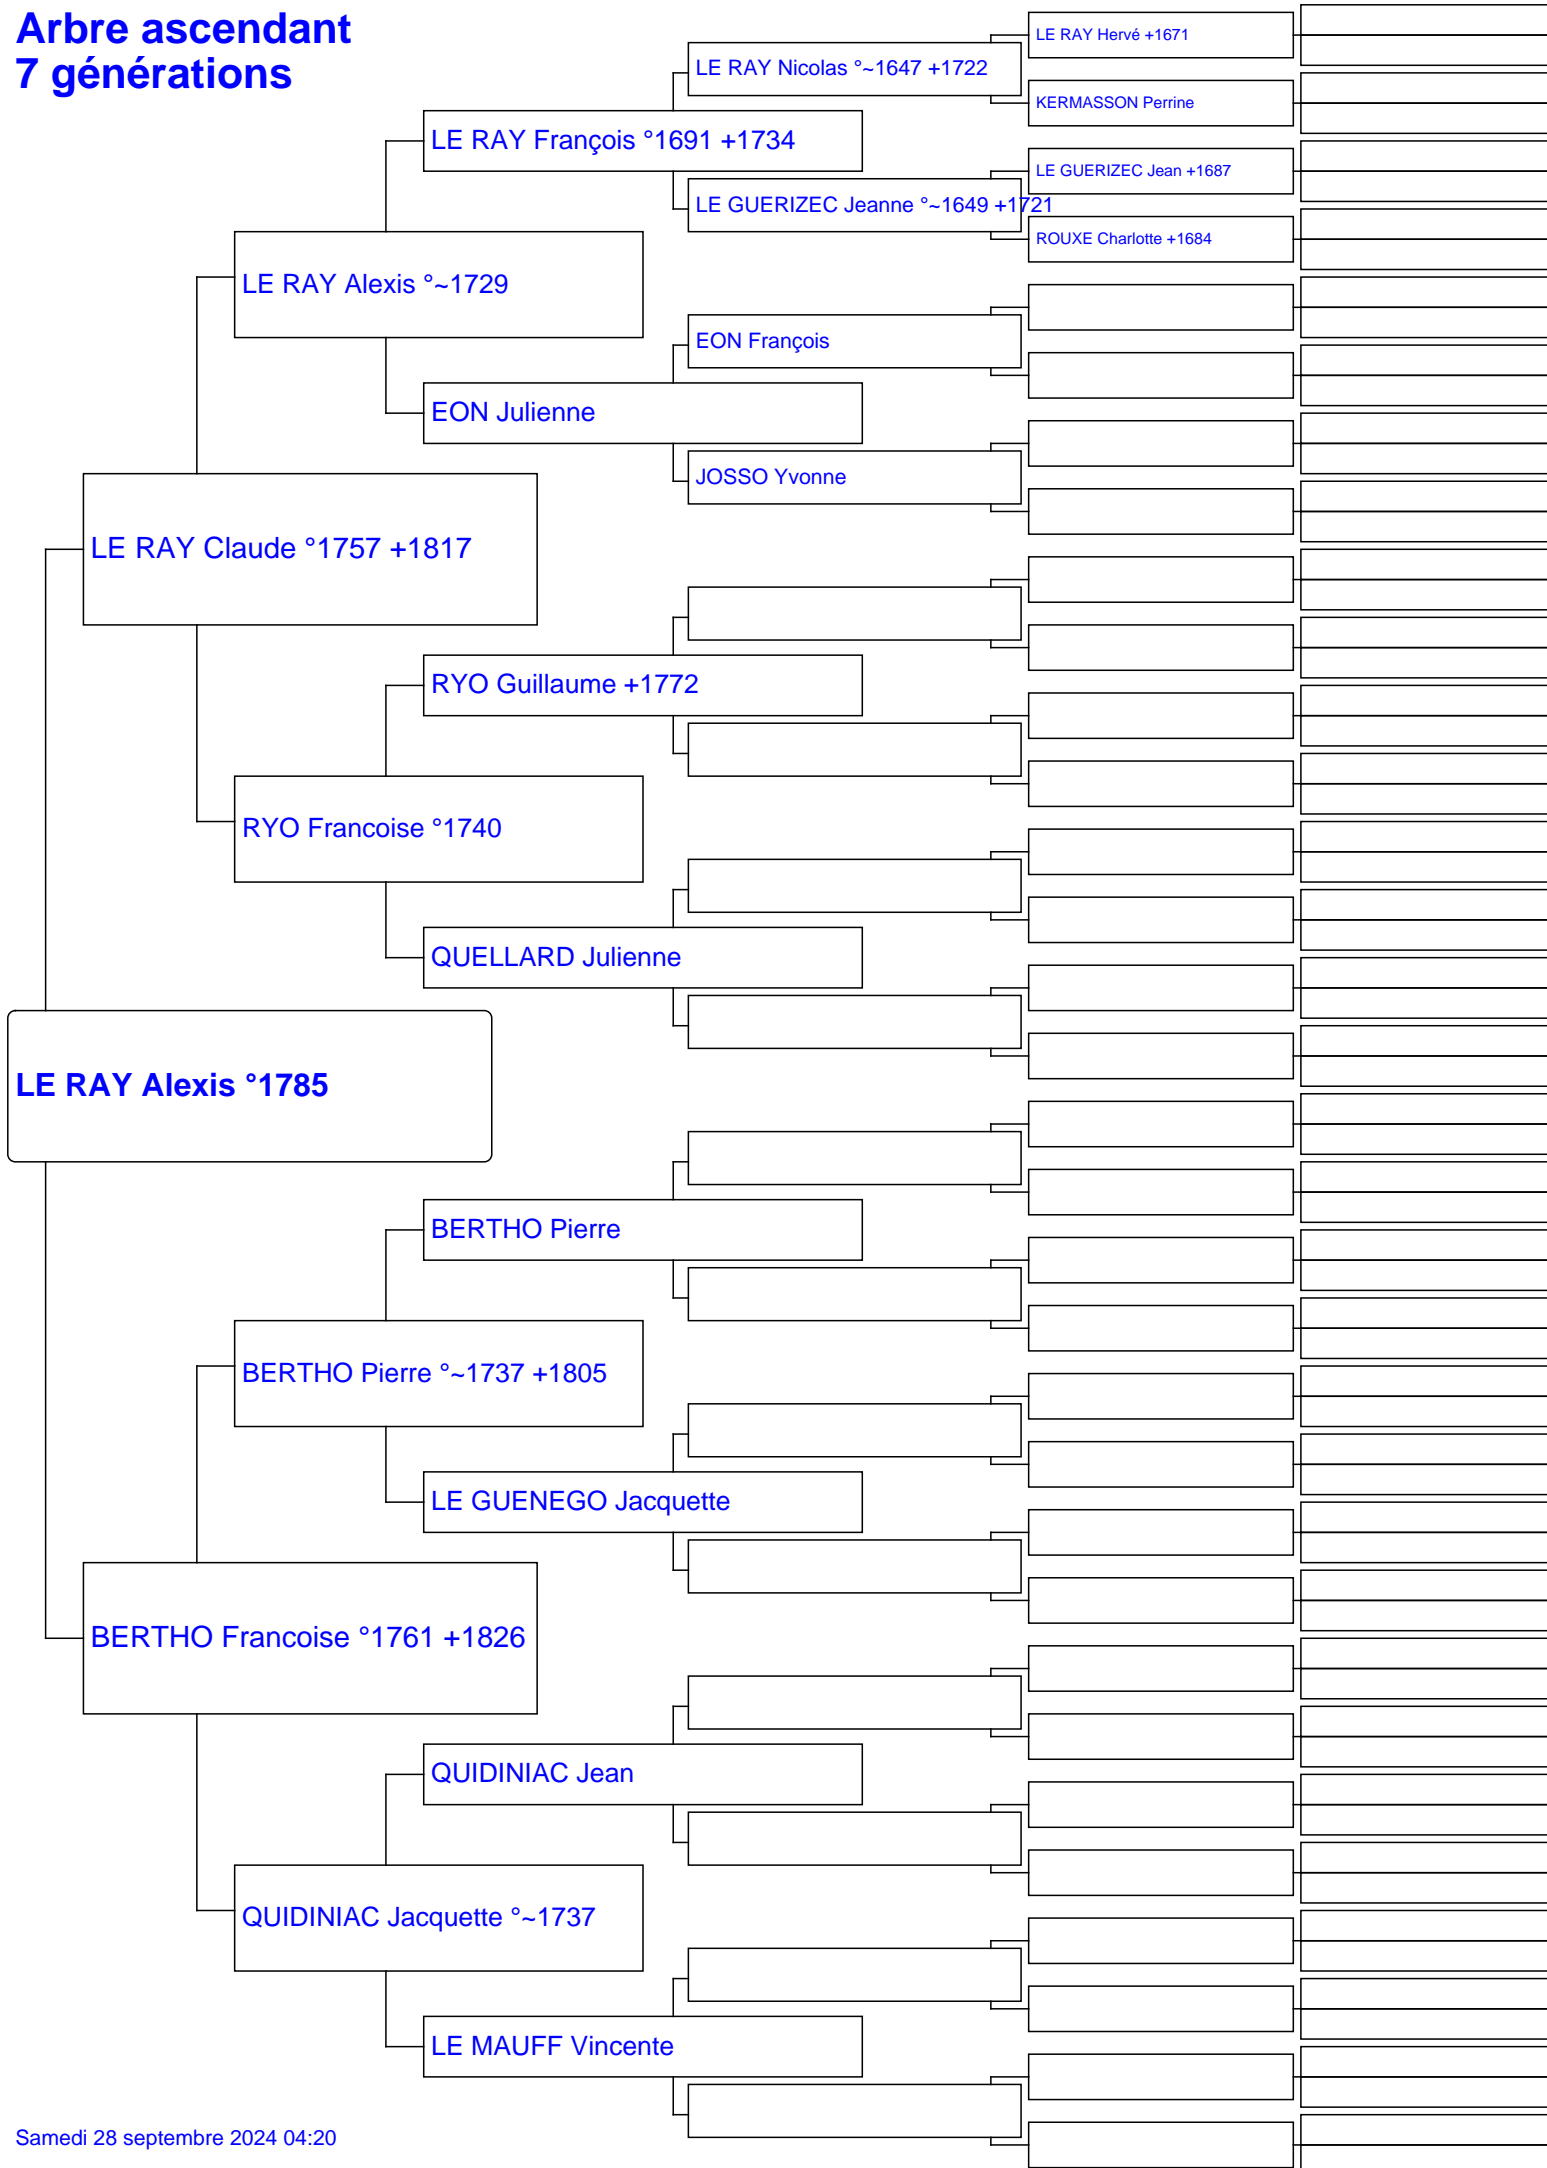 Arbre ascendant
7 générations
LE RAY Hervé +1671
LE RAY Nicolas °~1647 +1722
KERMASSON Perrine
LE RAY François °1691 +1734
LE GUERIZEC Jean +1687
LE GUERIZEC Jeanne °~1649 +1721
ROUXE Charlotte +1684
LE RAY Alexis °~1729
EON François
EON Julienne
JOSSO Yvonne
LE RAY Claude °1757 +1817
RYO Guillaume +1772
RYO Francoise °1740
QUELLARD Julienne
LE RAY Alexis °1785
BERTHO Pierre
BERTHO Pierre °~1737 +1805
LE GUENEGO Jacquette
BERTHO Francoise °1761 +1826
QUIDINIAC Jean
QUIDINIAC Jacquette °~1737
LE MAUFF Vincente
Samedi 28 septembre 2024 04:20